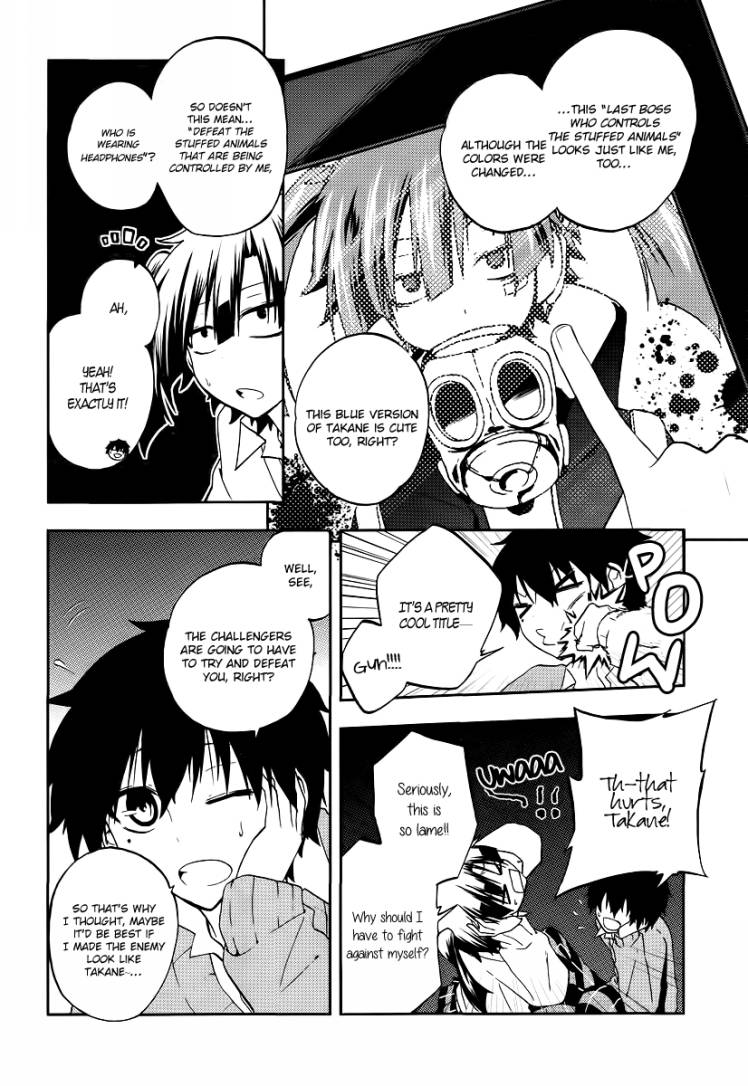 ...THIS "LAST BOSS
WHO CONTROLS
THE STUFFED ANIMALS"
LOOKS JUST LIKE ME,
TOO...
ALTHOUGH THE
COLORS WERE
CHANGED...
THIS BLUE VERSION
OF TAKANE IS CUTE
TOO, RIGHT?
SO DOESN'T
THIS MEAN...
"DEFEAT THE
STUFFED ANIMALS
THAT ARE BEING
CONTROLLED BY ME,
WHO IS
WEARING
HEADPHONES"?
AH,
YEAH!
THAT'S
EXACTLY IT!
IT'S A PRETTY
COOL TITLE—
Guh!!!!
POW
WELL,
SEE,
THE CHALLENGERS
ARE GOING TO HAVE
TO TRY AND DEFEAT
YOU, RIGHT?
SO THAT'S WHY
I THOUGHT, MAYBE
IT'D BE BEST IF
I MADE THE ENEMY
LOOK LIKE
TAKANE~...
Th-that
hurts,
Takane!
UWAAA
!!
Seriously,
this is
so lame!!
Why should I
have to fight
against myself?